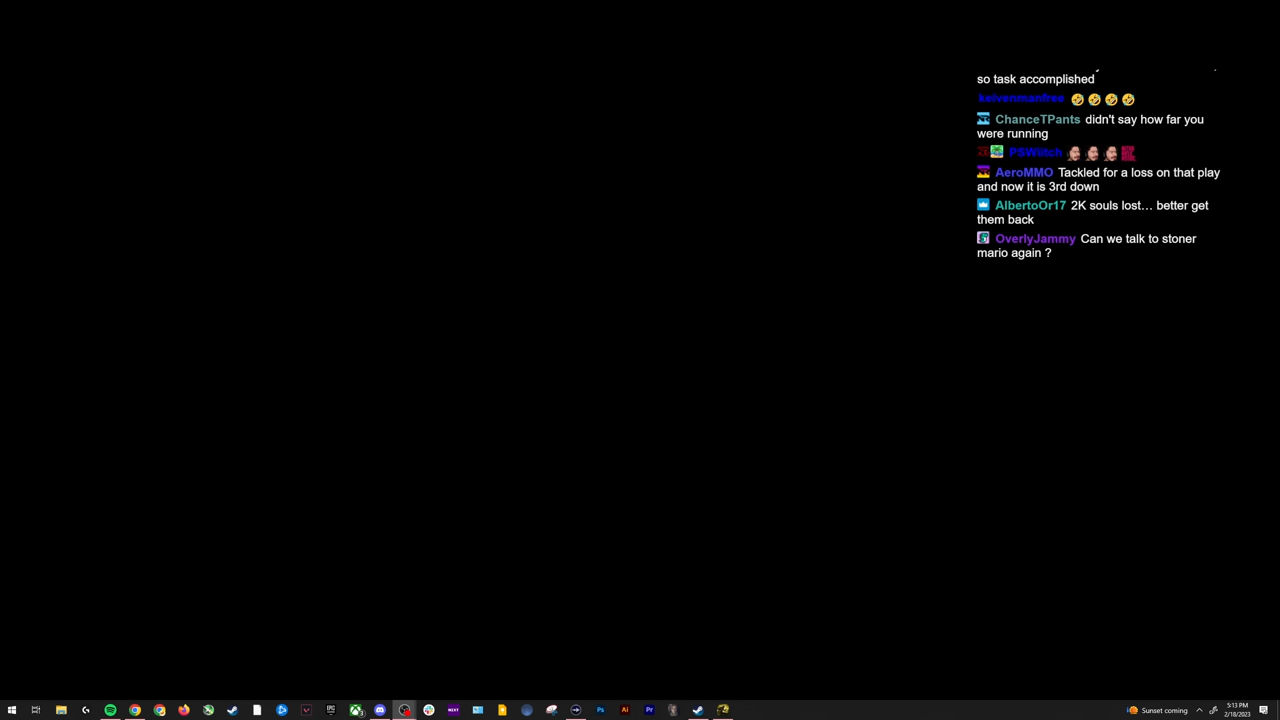 so task accomplished
keivenmanfree
ChanceTPants didn't say how far you
were running
PSWiitch
AeroMMO Tackled for a loss on that play
and now it is 3rd down
AlbertoOr17 2K souls lost... better get
them back
OverlyJammy Can we talk to stoner
mario again ?
Sunset coming
5:13 PM
2/18/2023